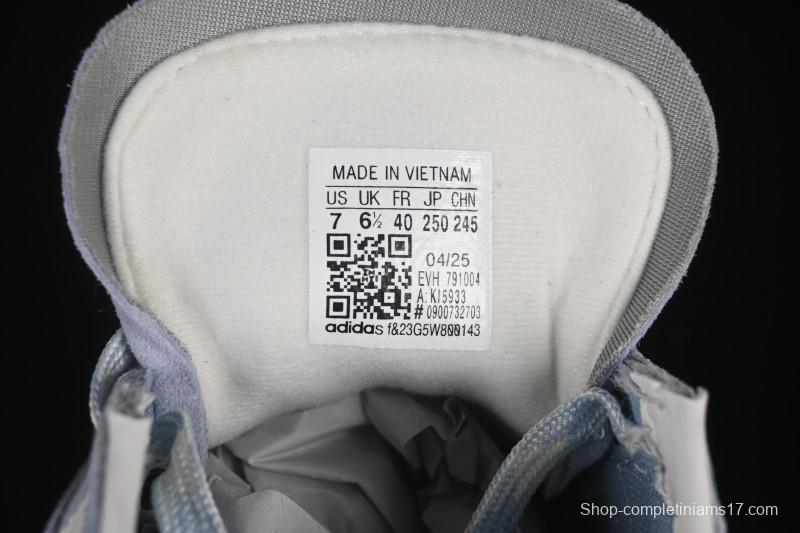 MADE IN VIETNAM
US UK FR JP CHN
7 6½ 40 250 245
04/25
EVH 791004
A: KI5933
# 0900732703
adidas f&23G5W800143
Shop-completiniams17.com